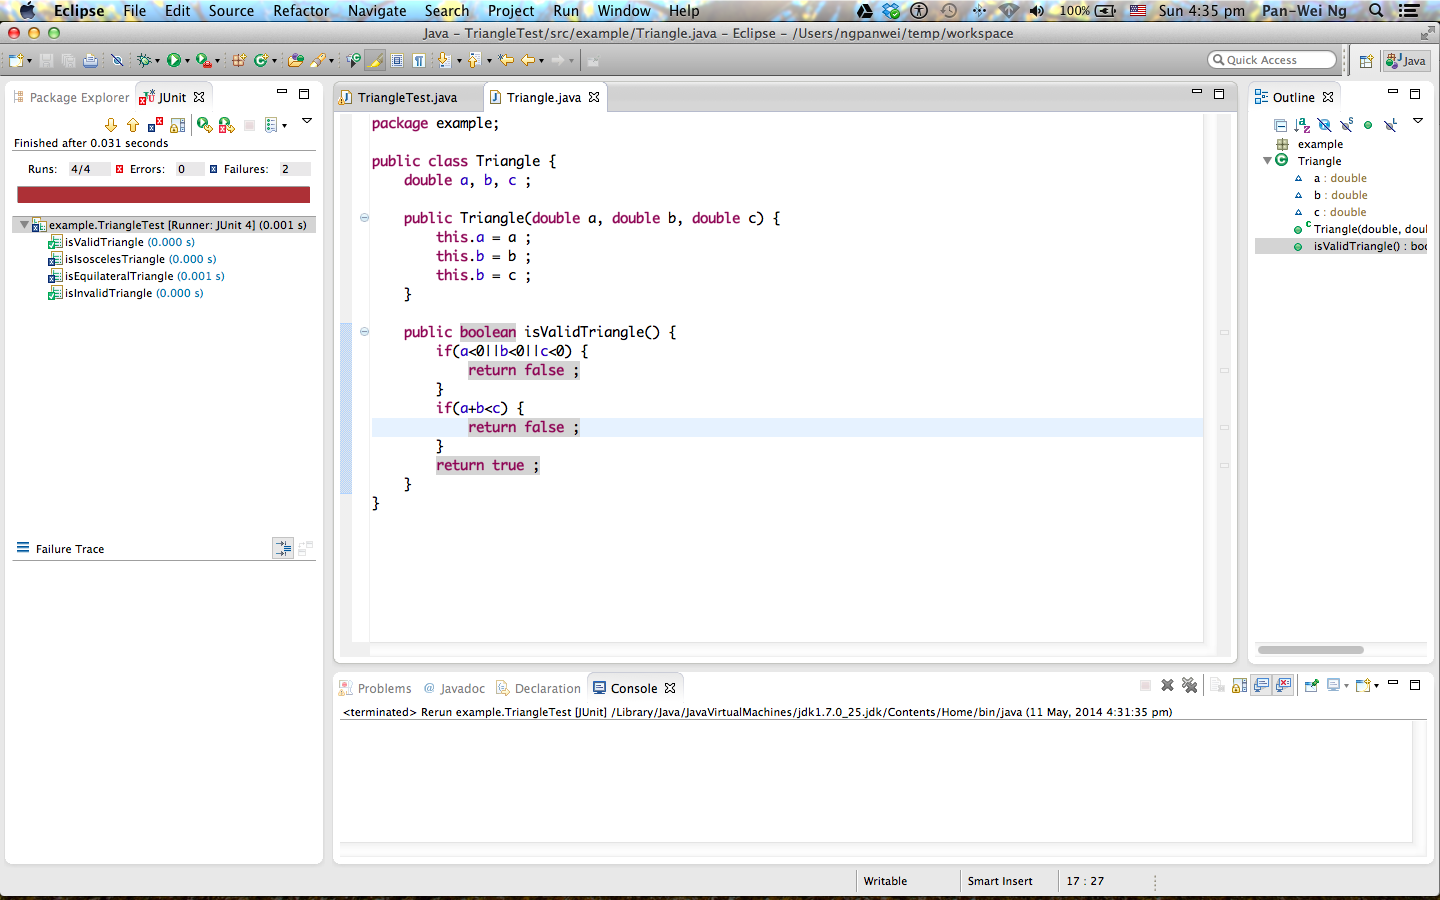 Eclipse File Edit Source Refactor Navigate Search Project Run Window Help 100% Sun 4:35 pm Pan-Wei Ng
Java - TriangleTest/src/example/Triangle.java - Eclipse - /Users/ngpanwei/temp/workspace
Quick Access Java
Package Explorer JUnit
Finished after 0.031 seconds
Runs: 4/4 Errors: 0 Failures: 2
example.TriangleTest [Runner: JUnit 4] (0.001 s)
isValidTriangle (0.000 s)
isIsoscelesTriangle (0.000 s)
isEquilateralTriangle (0.001 s)
isInvalidTriangle (0.000 s)
Failure Trace
TriangleTest.java Triangle.java
package example;
public class Triangle {
double a, b, c ;
public Triangle(double a, double b, double c) {
this.a = a ;
this.b = b ;
this.b = c ;
}
public boolean isValidTriangle() {
if(a<0||b<0||c<0) {
return false ;
}
if(a+b<c) {
return false ;
}
return true ;
}
}
Outline
example
Triangle
a : double
b : double
c : double
Triangle(double, doul
isValidTriangle() : boo
Problems @ Javadoc Declaration Console
<terminated> Rerun example.TriangleTest [JUnit] /Library/Java/JavaVirtualMachines/jdk1.7.0_25.jdk/Contents/Home/bin/java (11 May, 2014 4:31:35 pm)
Writable Smart Insert 17 : 27